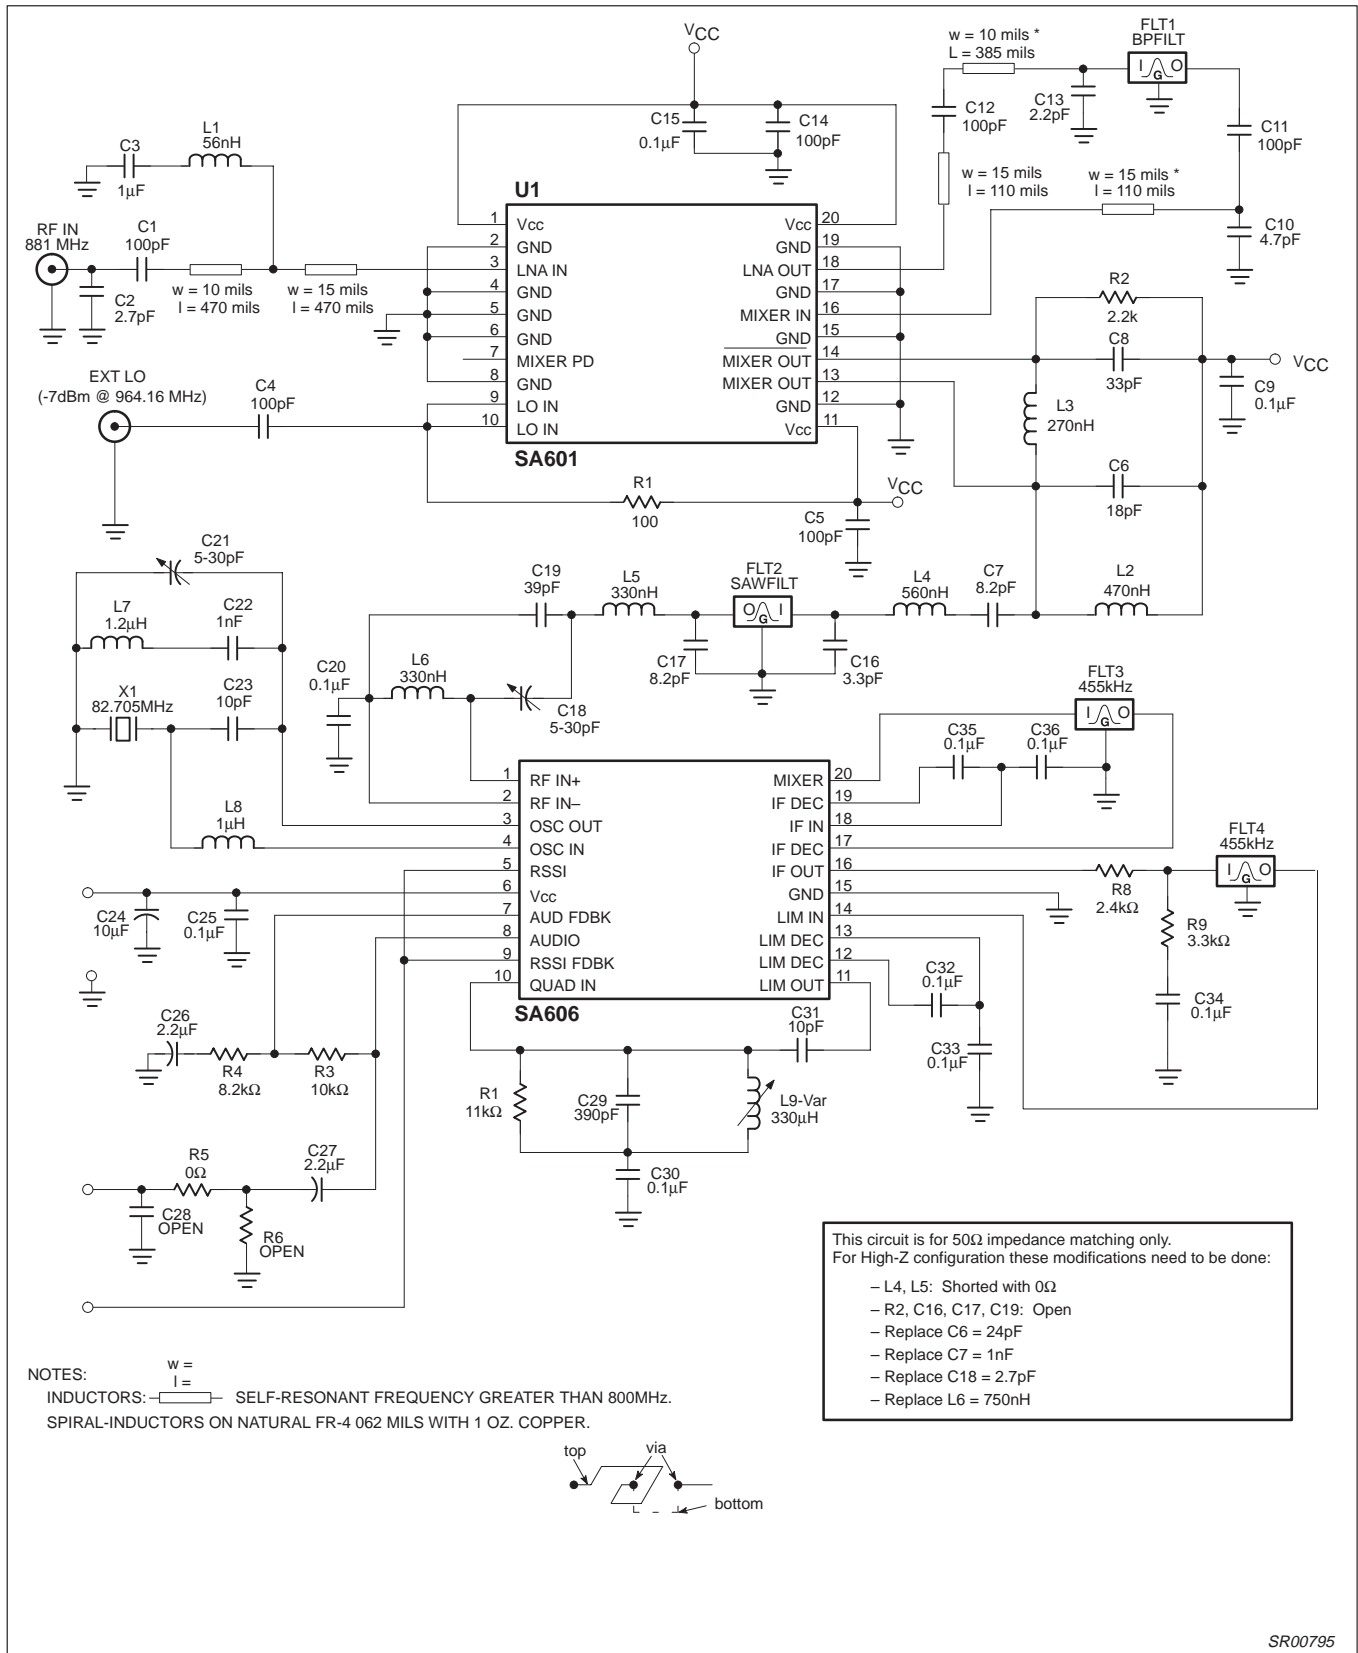 VCC
w = 10 mils *
L = 385 mils
FLT1
BPFILT
I G O
C12
100pF
C13
2.2pF
C15
0.1µF
C14
100pF
C11
100pF
L1
56nH
C3
1µF
w = 15 mils
l = 110 mils
w = 15 mils *
l = 110 mils
C10
4.7pF
RF IN
881 MHz
C1
100pF
C2
2.7pF
w = 10 mils
l = 470 mils
w = 15 mils
l = 470 mils
U1
1 Vcc
2 GND
3 LNA IN
4 GND
5 GND
6 GND
7 MIXER PD
8 GND
9 LO IN
10 LO IN
Vcc 20
GND 19
LNA OUT 18
GND 17
MIXER IN 16
GND 15
MIXER OUT 14
MIXER OUT 13
GND 12
Vcc 11
SA601
R2
2.2k
C8
33pF
VCC
C9
0.1µF
L3
270nH
C6
18pF
EXT LO
(-7dBm @ 964.16 MHz)
C4
100pF
R1
100
VCC
C5
100pF
C21
5-30pF
L7
1.2µH
C22
1nF
X1
82.705MHz
C23
10pF
L8
1µH
C19
39pF
L5
330nH
FLT2
SAWFILT
O G I
L4
560nH
C7
8.2pF
L2
470nH
C20
0.1µF
L6
330nH
C18
5-30pF
C17
8.2pF
C16
3.3pF
FLT3
455kHz
I G O
C35
0.1µF
C36
0.1µF
1 RF IN+
2 RF IN–
3 OSC OUT
4 OSC IN
5 RSSI
6 Vcc
7 AUD FDBK
8 AUDIO
9 RSSI FDBK
10 QUAD IN
MIXER 20
IF DEC 19
IF IN 18
IF DEC 17
IF OUT 16
GND 15
LIM IN 14
LIM DEC 13
LIM DEC 12
LIM OUT 11
SA606
FLT4
455kHz
I G O
R8
2.4kΩ
R9
3.3kΩ
C34
0.1µF
C24
10µF
C25
0.1µF
C26
2.2µF
R4
8.2kΩ
R3
10kΩ
C32
0.1µF
C33
0.1µF
C31
10pF
R1
11kΩ
C29
390pF
L9-Var
330µH
C30
0.1µF
R5
0Ω
C27
2.2µF
C28
OPEN
R6
OPEN
This circuit is for 50Ω impedance matching only.
For High-Z configuration these modifications need to be done:
– L4, L5: Shorted with 0Ω
– R2, C16, C17, C19: Open
– Replace C6 = 24pF
– Replace C7 = 1nF
– Replace C18 = 2.7pF
– Replace L6 = 750nH
NOTES:
w =
l =
INDUCTORS: SELF-RESONANT FREQUENCY GREATER THAN 800MHz.
SPIRAL-INDUCTORS ON NATURAL FR-4 062 MILS WITH 1 OZ. COPPER.
top
via
bottom
SR00795